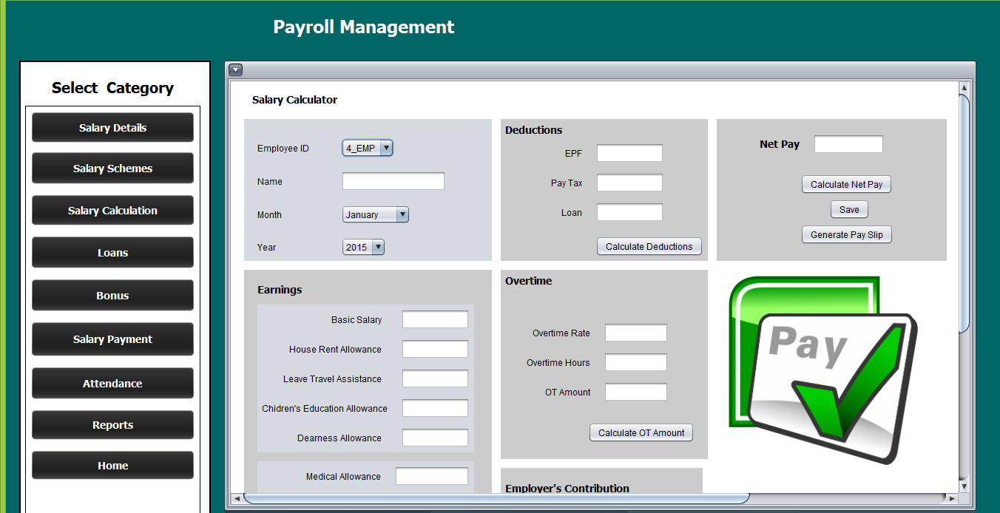 Payroll Management
Select Category
Salary Details
Salary Schemes
Salary Calculation
Loans
Bonus
Salary Payment
Attendance
Reports
Home
Salary Calculator
Employee ID 4_EMP
Name
Month January
Year 2015
Deductions
EPF
Pay Tax
Loan
Calculate Deductions
Net Pay
Calculate Net Pay
Save
Generate Pay Slip
Earnings
Basic Salary
House Rent Allowance
Leave Travel Assistance
Chidren's Education Allowance
Dearness Allowance
Medical Allowance
Overtime
Overtime Rate
Overtime Hours
OT Amount
Calculate OT Amount
Employer's Contribution
Pay